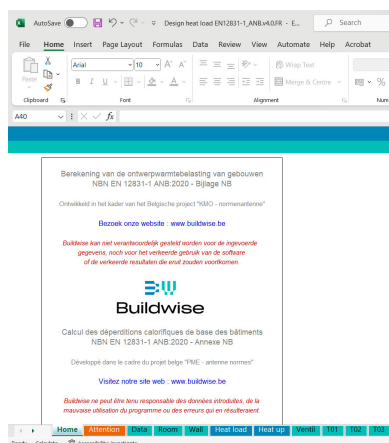 AutoSave
Design heat load EN12831-1_ANB.v4.0.FR - E...
Search
File Home Insert Page Layout Formulas Data Review View Automate Help Acrobat
Paste
Arial 10 A^ A˅
Wrap Text
B I U A
Merge & Centre
%
Clipboard Font Alignment Num
A40 fx
Berekening van de ontwerpwarmtebelasting van gebouwen
NBN EN 12831-1 ANB:2020 - Bijlage NB
Ontwikkeld in het kader van het Belgische project "KMO - normenantenne"
Bezoek onze website : www.buildwise.be
Buildwise kan niet verantwoordelijk gesteld worden voor de ingevoerde
gegevens, noch voor het verkeerde gebruik van de software
of de verkeerde resultaten die eruit zouden voortkomen.
Buildwise
Calcul des déperditions calorifiques de base des bâtiments
NBN EN 12831-1 ANB:2020 - Annexe NB
Développé dans le cadre du projet belge "PME - antenne normes"
Visitez notre site web : www.buildwise.be
Buildwise ne peut être tenu responsable des données introduites, de la
mauvaise utilisation du programme ou des erreurs qui en résulteraient.
Home Attention Data Room Wall Heat load Heat up Ventil T01 T02 T03